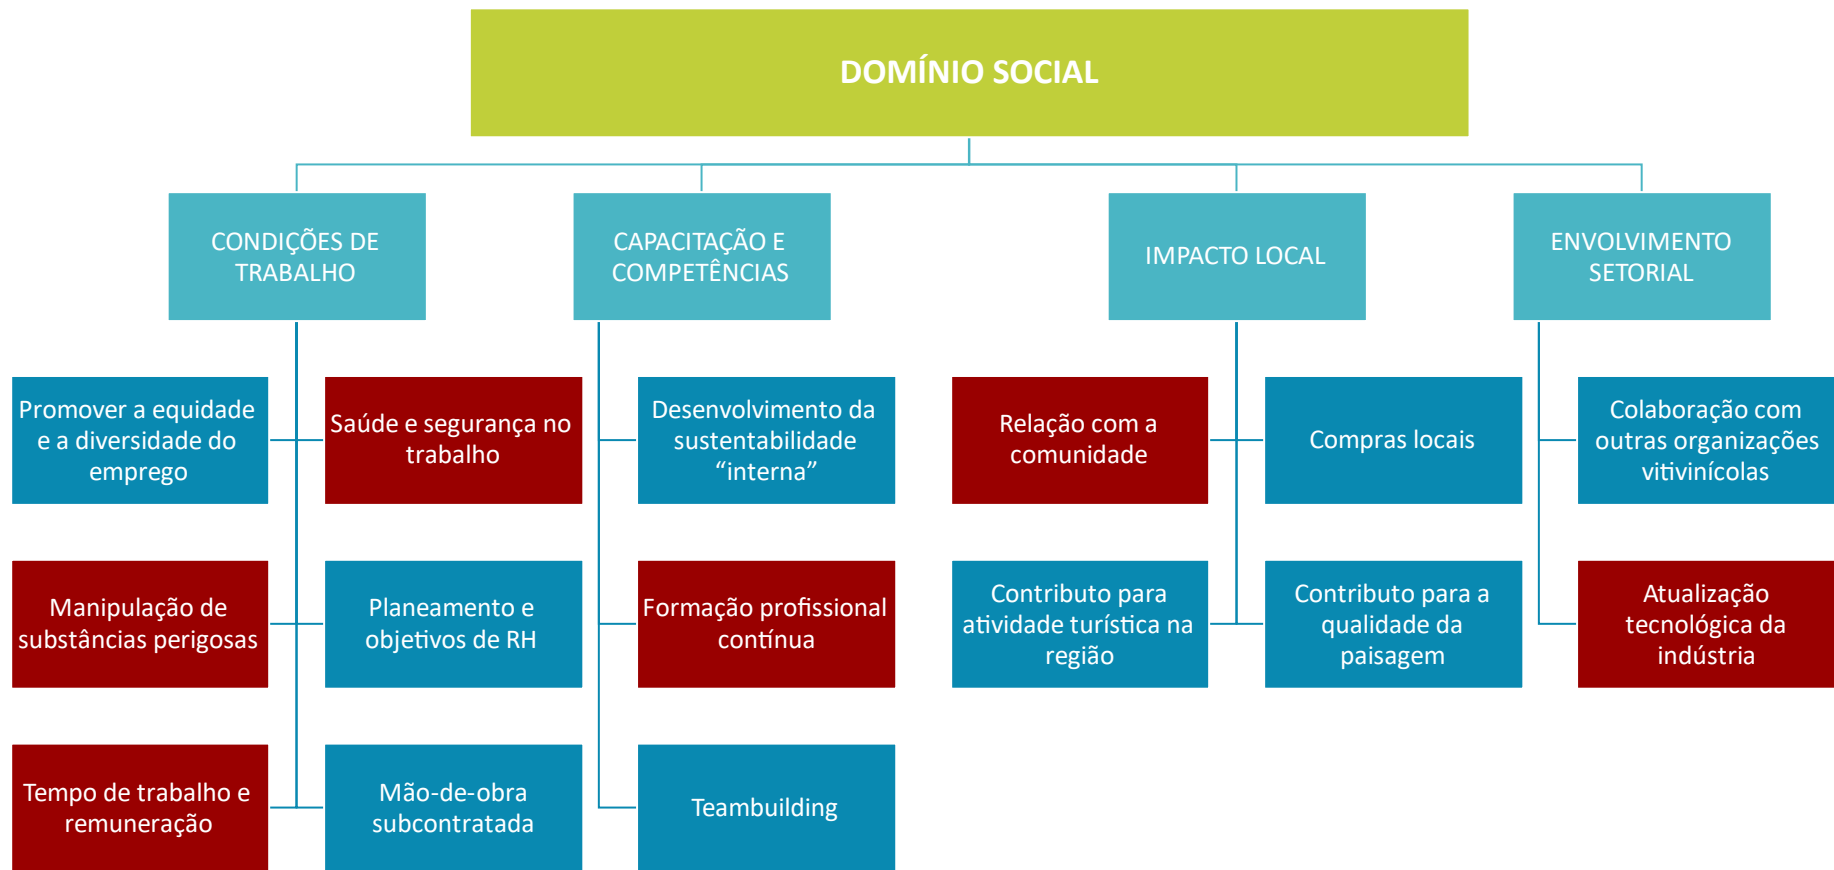 DOMÍNIO SOCIAL
CONDIÇÕES DE
TRABALHO
CAPACITAÇÃO E
COMPETÊNCIAS
IMPACTO LOCAL
ENVOLVIMENTO
SETORIAL
Promover a equidade
e a diversidade do
emprego
Saúde e segurança no
trabalho
Desenvolvimento da
sustentabilidade
“interna”
Relação com a
comunidade
Compras locais
Colaboração com
outras organizações
vitivinícolas
Manipulação de
substâncias perigosas
Planeamento e
objetivos de RH
Formação profissional
contínua
Contributo para
atividade turística na
região
Contributo para a
qualidade da
paisagem
Atualização
tecnológica da
indústria
Tempo de trabalho e
remuneração
Mão-de-obra
subcontratada
Teambuilding